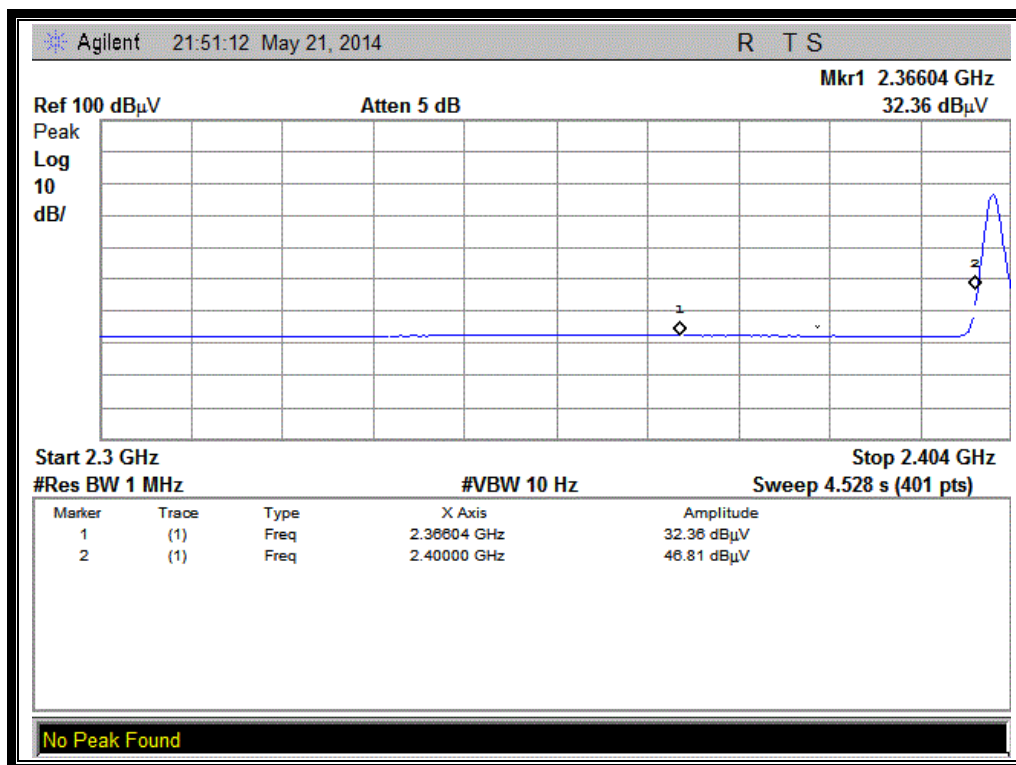 Agilent 21:51:12 May 21, 2014 R T S
Mkr1 2.36604 GHz
Ref 100 dBµV Atten 5 dB 32.36 dBµV
Peak
Log
10
dB/
1
2
Start 2.3 GHz Stop 2.404 GHz
#Res BW 1 MHz #VBW 10 Hz Sweep 4.528 s (401 pts)
Marker Trace Type X Axis Amplitude
1 (1) Freq 2.36604 GHz 32.36 dBµV
2 (1) Freq 2.40000 GHz 46.81 dBµV
No Peak Found